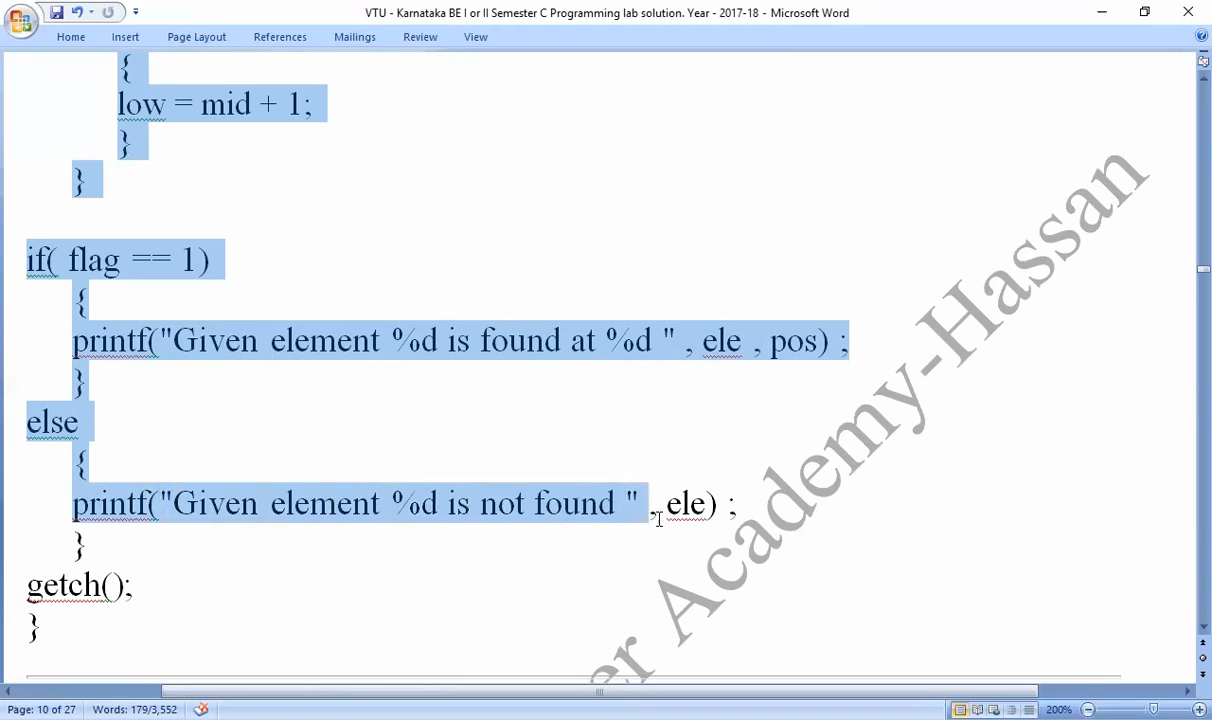 VTU - Karnataka BE I or II Semester C Programming lab solution. Year - 2017-18 - Microsoft Word
Home Insert Page Layout References Mailings Review View
{
low = mid + 1;
}
}
if( flag == 1)
{
printf("Given element %d is found at %d " , ele , pos) ;
}
else
{
printf("Given element %d is not found " , ele) ;
}
getch();
}
Academy-Hassan
Page: 10 of 27 Words: 179/3,552 200%